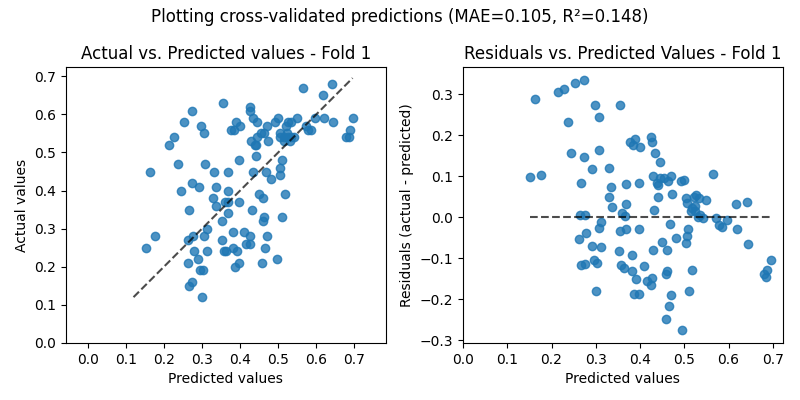 Plotting cross-validated predictions (MAE=0.105, R²=0.148)
Actual vs. Predicted values - Fold 1
Residuals vs. Predicted Values - Fold 1
Actual values
0.7
0.6
0.5
0.4
0.3
0.2
0.1
0.0
0.0 0.1 0.2 0.3 0.4 0.5 0.6 0.7
Predicted values
Residuals (actual - predicted)
0.3
0.2
0.1
0.0
−0.1
−0.2
−0.3
0.0 0.1 0.2 0.3 0.4 0.5 0.6 0.7
Predicted values